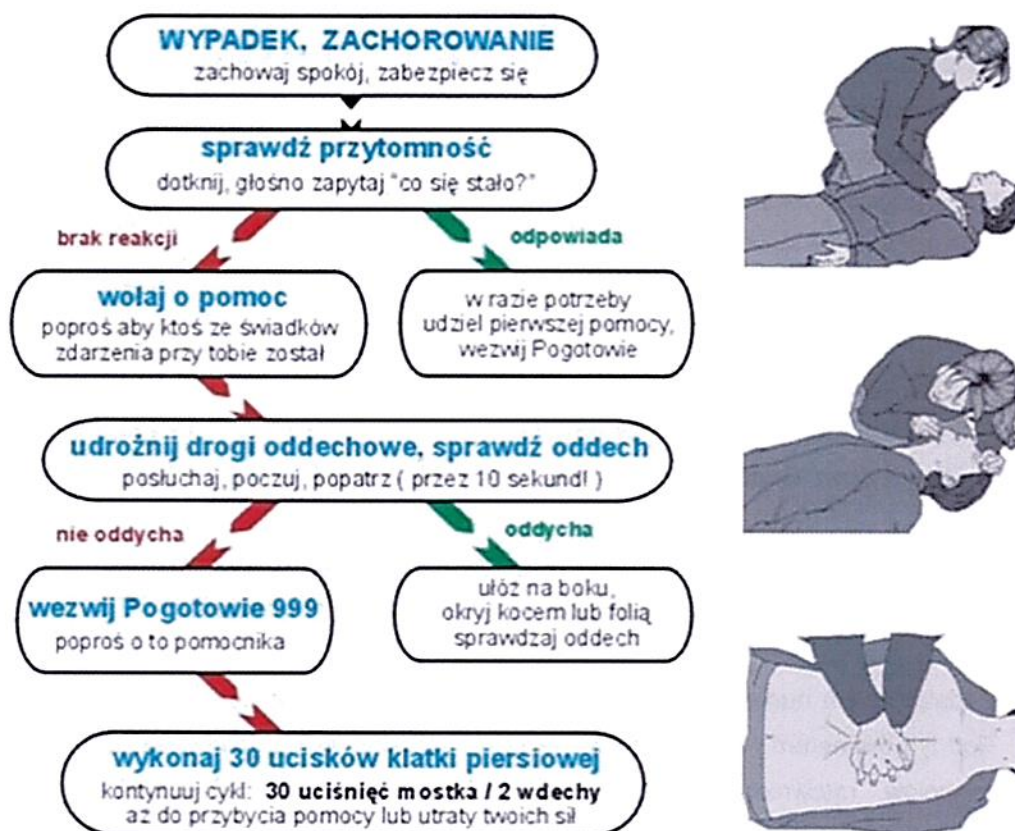 WYPADEK, ZACHOROWANIE
zachowaj spokój, zabezpiecz się
sprawdź przytomność
dotknij, głośno zapytaj "co się stało?"
brak reakcji
odpowiada
wołaj o pomoc
poproś aby ktoś ze świadków
zdarzenia przy tobie został
w razie potrzeby
udziel pierwszej pomocy,
wezwij Pogotowie
udrożnij drogi oddechowe, sprawdź oddech
posłuchaj, poczuj, popatrz ( przez 10 sekund! )
nie oddycha
oddycha
wezwij Pogotowie 999
poproś o to pomocnika
ułóż na boku,
okryj kocem lub folią
sprawdzaj oddech
wykonaj 30 ucisków klatki piersiowej
kontynuuj cykl: 30 uciśnięć mostka / 2 wdechy
aż do przybycia pomocy lub utraty twoich sił